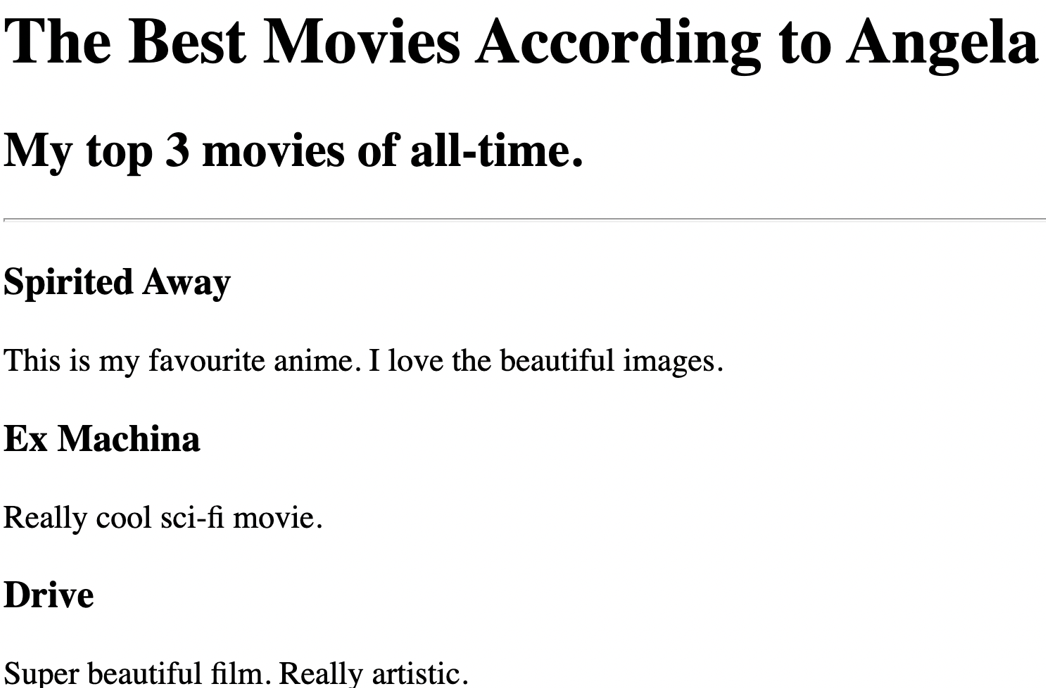 The Best Movies According to Angela
My top 3 movies of all-time.
Spirited Away
This is my favourite anime. I love the beautiful images.
Ex Machina
Really cool sci-fi movie.
Drive
Super beautiful film. Really artistic.